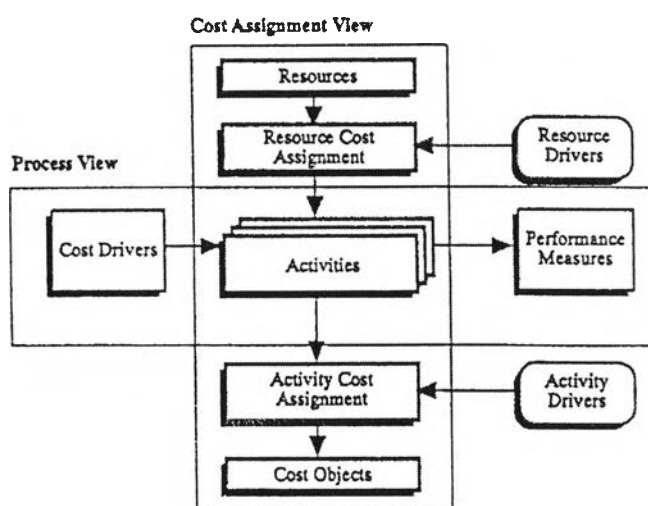 Cost Assignment View
Resources
Resource Cost
Assignment
Resource
Drivers
Process View
Cost Drivers
Activities
Performance
Measures
Activity Cost
Assignment
Activity
Drivers
Cost Objects